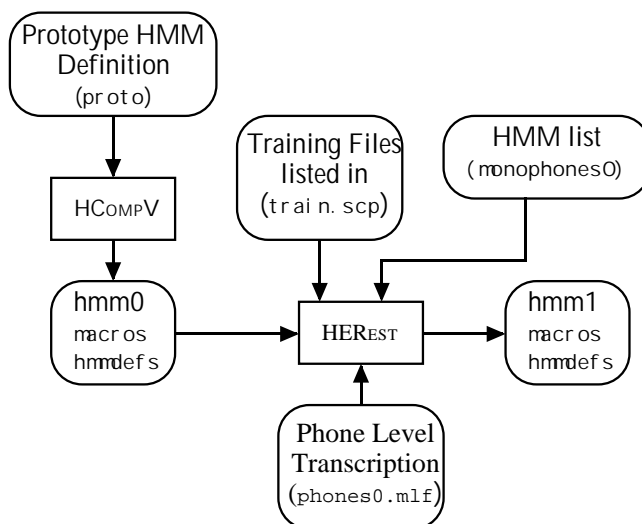 Prototype HMM
Definition
(proto)
Training Files
listed in
(train.scp)
HMM list
(monophones0)
HCOMPV
hmm0
macros
hmmdefs
HEREST
hmm1
macros
hmmdefs
Phone Level
Transcription
(phones0.mlf)